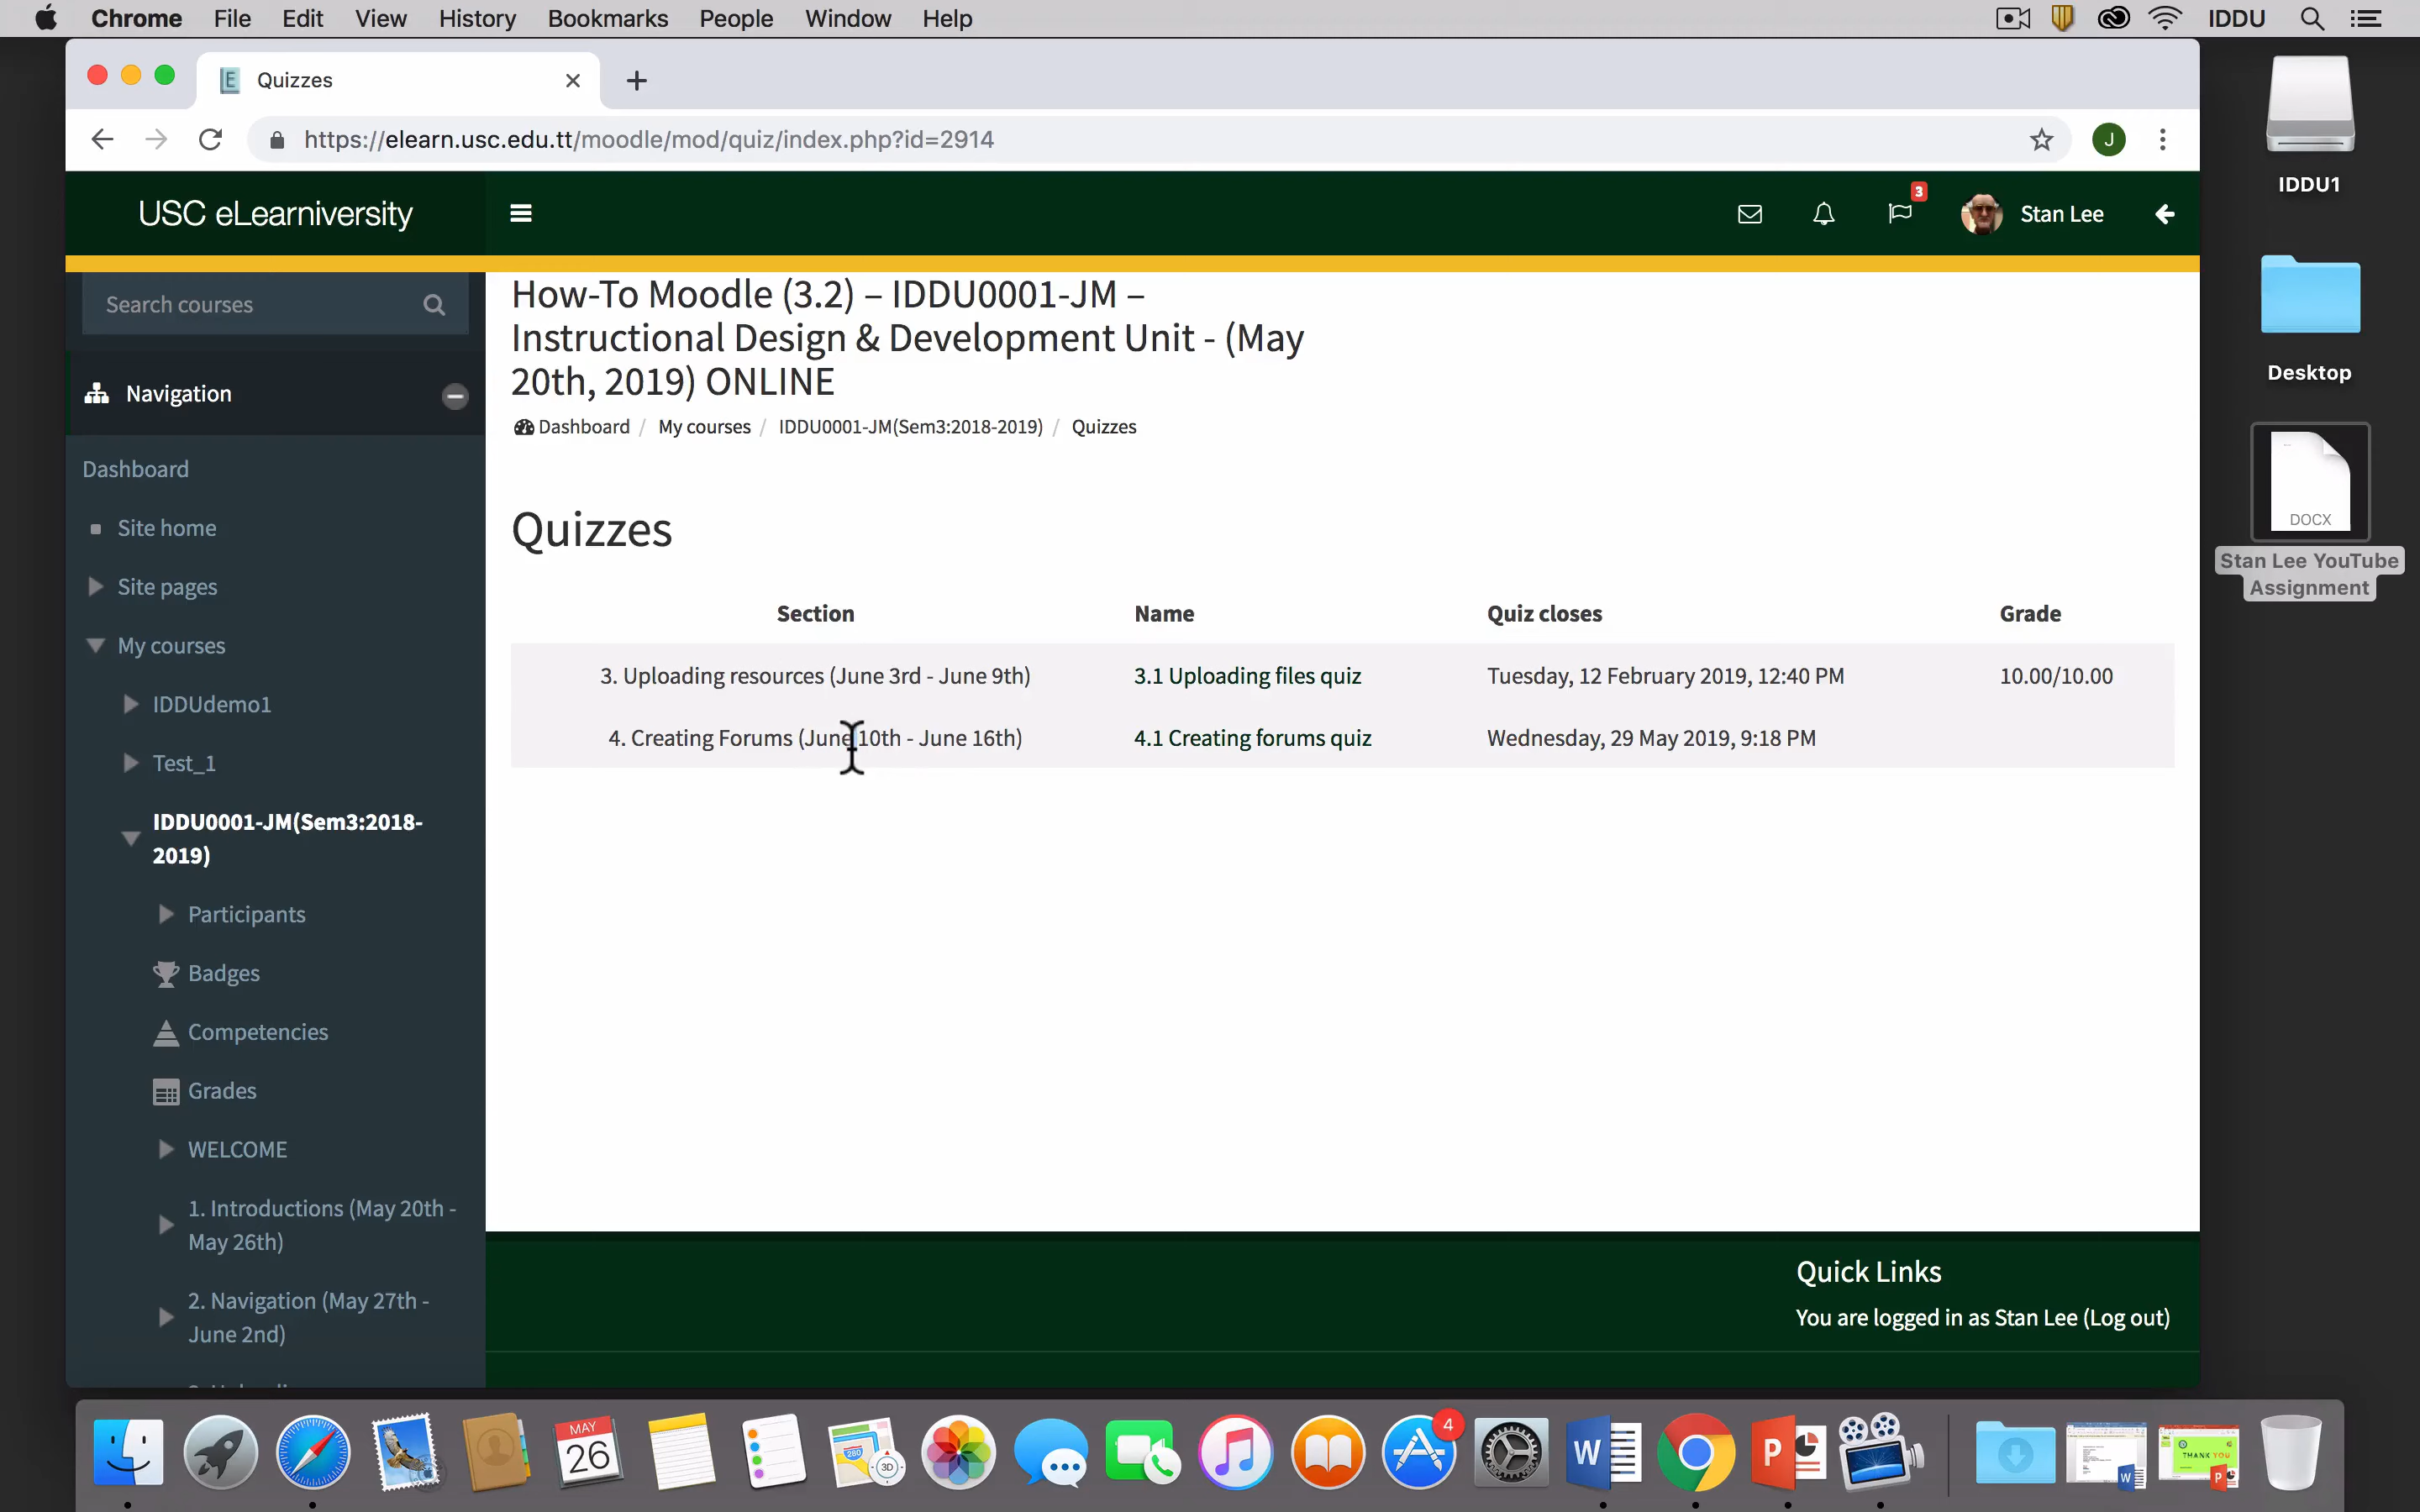 Chrome File Edit View History Bookmarks People Window Help IDDU
Quizzes
https://elearn.usc.edu.tt/moodle/mod/quiz/index.php?id=2914
J
USC eLearniversity
3
Stan Lee
Search courses
Navigation
Dashboard
Site home
Site pages
My courses
IDDUdemo1
Test_1
IDDU0001-JM(Sem3:2018-
2019)
Participants
Badges
Competencies
Grades
WELCOME
1. Introductions (May 20th -
May 26th)
2. Navigation (May 27th -
June 2nd)
How-To Moodle (3.2) – IDDU0001-JM –
Instructional Design & Development Unit - (May
20th, 2019) ONLINE
Dashboard / My courses / IDDU0001-JM(Sem3:2018-2019) / Quizzes
Quizzes
Section Name Quiz closes Grade
3. Uploading resources (June 3rd - June 9th) 3.1 Uploading files quiz Tuesday, 12 February 2019, 12:40 PM 10.00/10.00
4. Creating Forums (June 10th - June 16th) 4.1 Creating forums quiz Wednesday, 29 May 2019, 9:18 PM
Quick Links
You are logged in as Stan Lee (Log out)
IDDU1
Desktop
DOCX
Stan Lee YouTube
Assignment
MAY
26
280
3D
4
W
P
W
THANK YOU
P